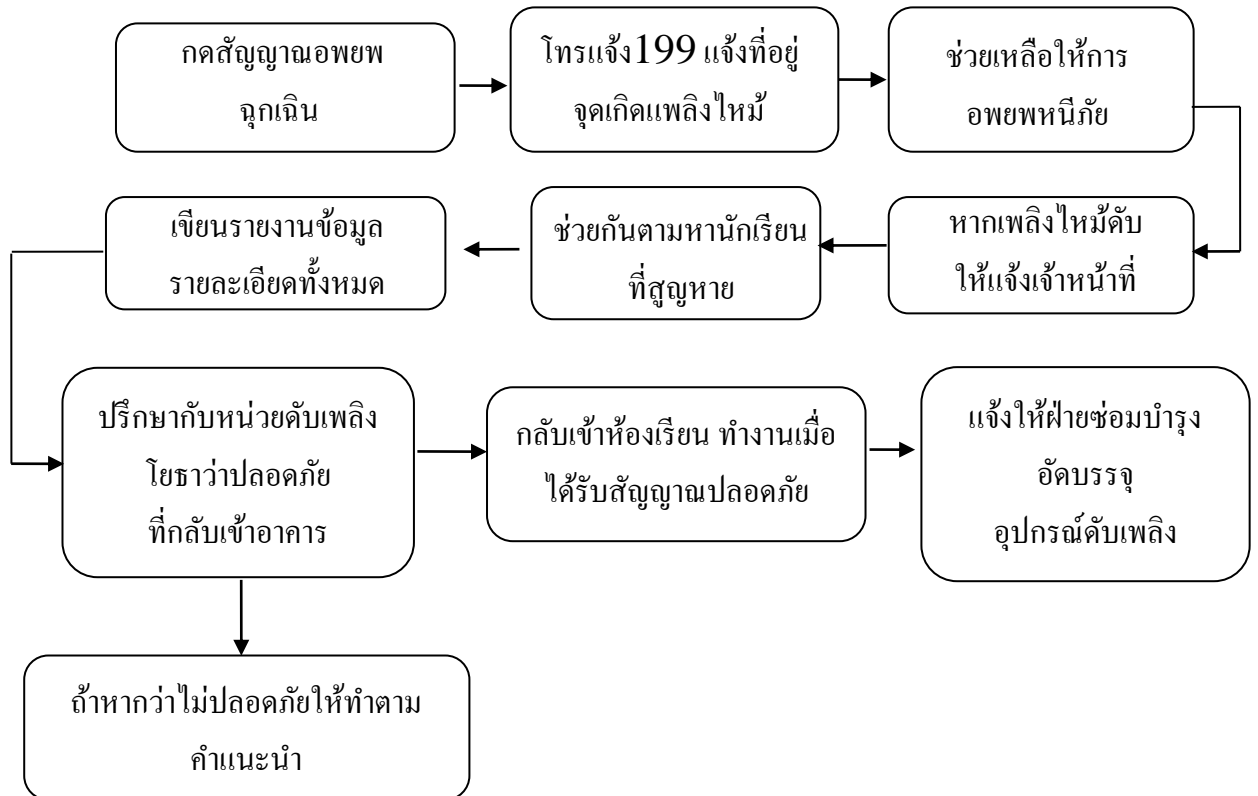 กดสัญญาณอพยพ
ฉุกเฉิน
โทรแจ้ง199 แจ้งที่อยู่
จุดเกิดแพลิงไหม้
ช่วยเหลือให้การ
อพยพหนีภัย
หากเพลิงไหม้ดับ
ให้แจ้งเจ้าหน้าที่
ช่วยกันตามหานักเรียน
ที่สูญหาย
เขียนรายงานข้อมูล
รายละเอียดทั้งหมด
ปรึกษากับหน่วยดับเพลิง
โยธาว่าปลอดภัย
ที่กลับเข้าอาคาร
กลับเข้าห้องเรียน ทำงานเมื่อ
ได้รับสัญญาณปลอดภัย
แจ้งให้ฝ่ายซ่อมบำรุง
อัดบรรจุ
อุปกรณ์ดับเพลิง
ถ้าหากว่าไม่ปลอดภัยให้ทำตาม
คำแนะนำ